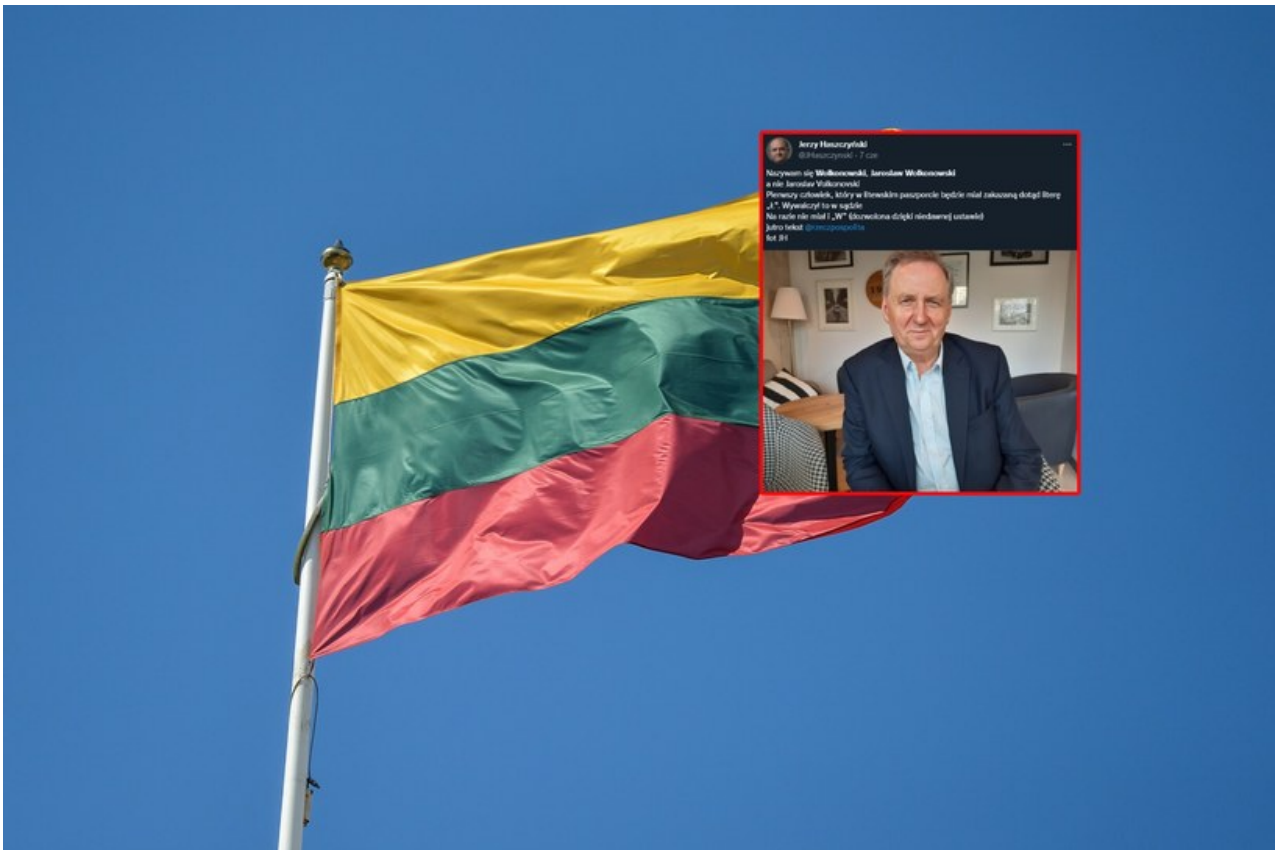 Jerzy Haszczyński
@JHaszczynski · 7 cze
Nazywam się Wołkonowski, Jarosław Wołkonowski
a nie Jaroslav Volkonovski
Pierwszy człowiek, który w litewskim paszporcie będzie miał zakazaną dotąd literę
„Ł”. Wywalczył to w sądzie
Na razie nie miał i „W” (dozwolona dzięki niedawnej ustawie)
Jutro tekst @rzeczpospolita
fot JH